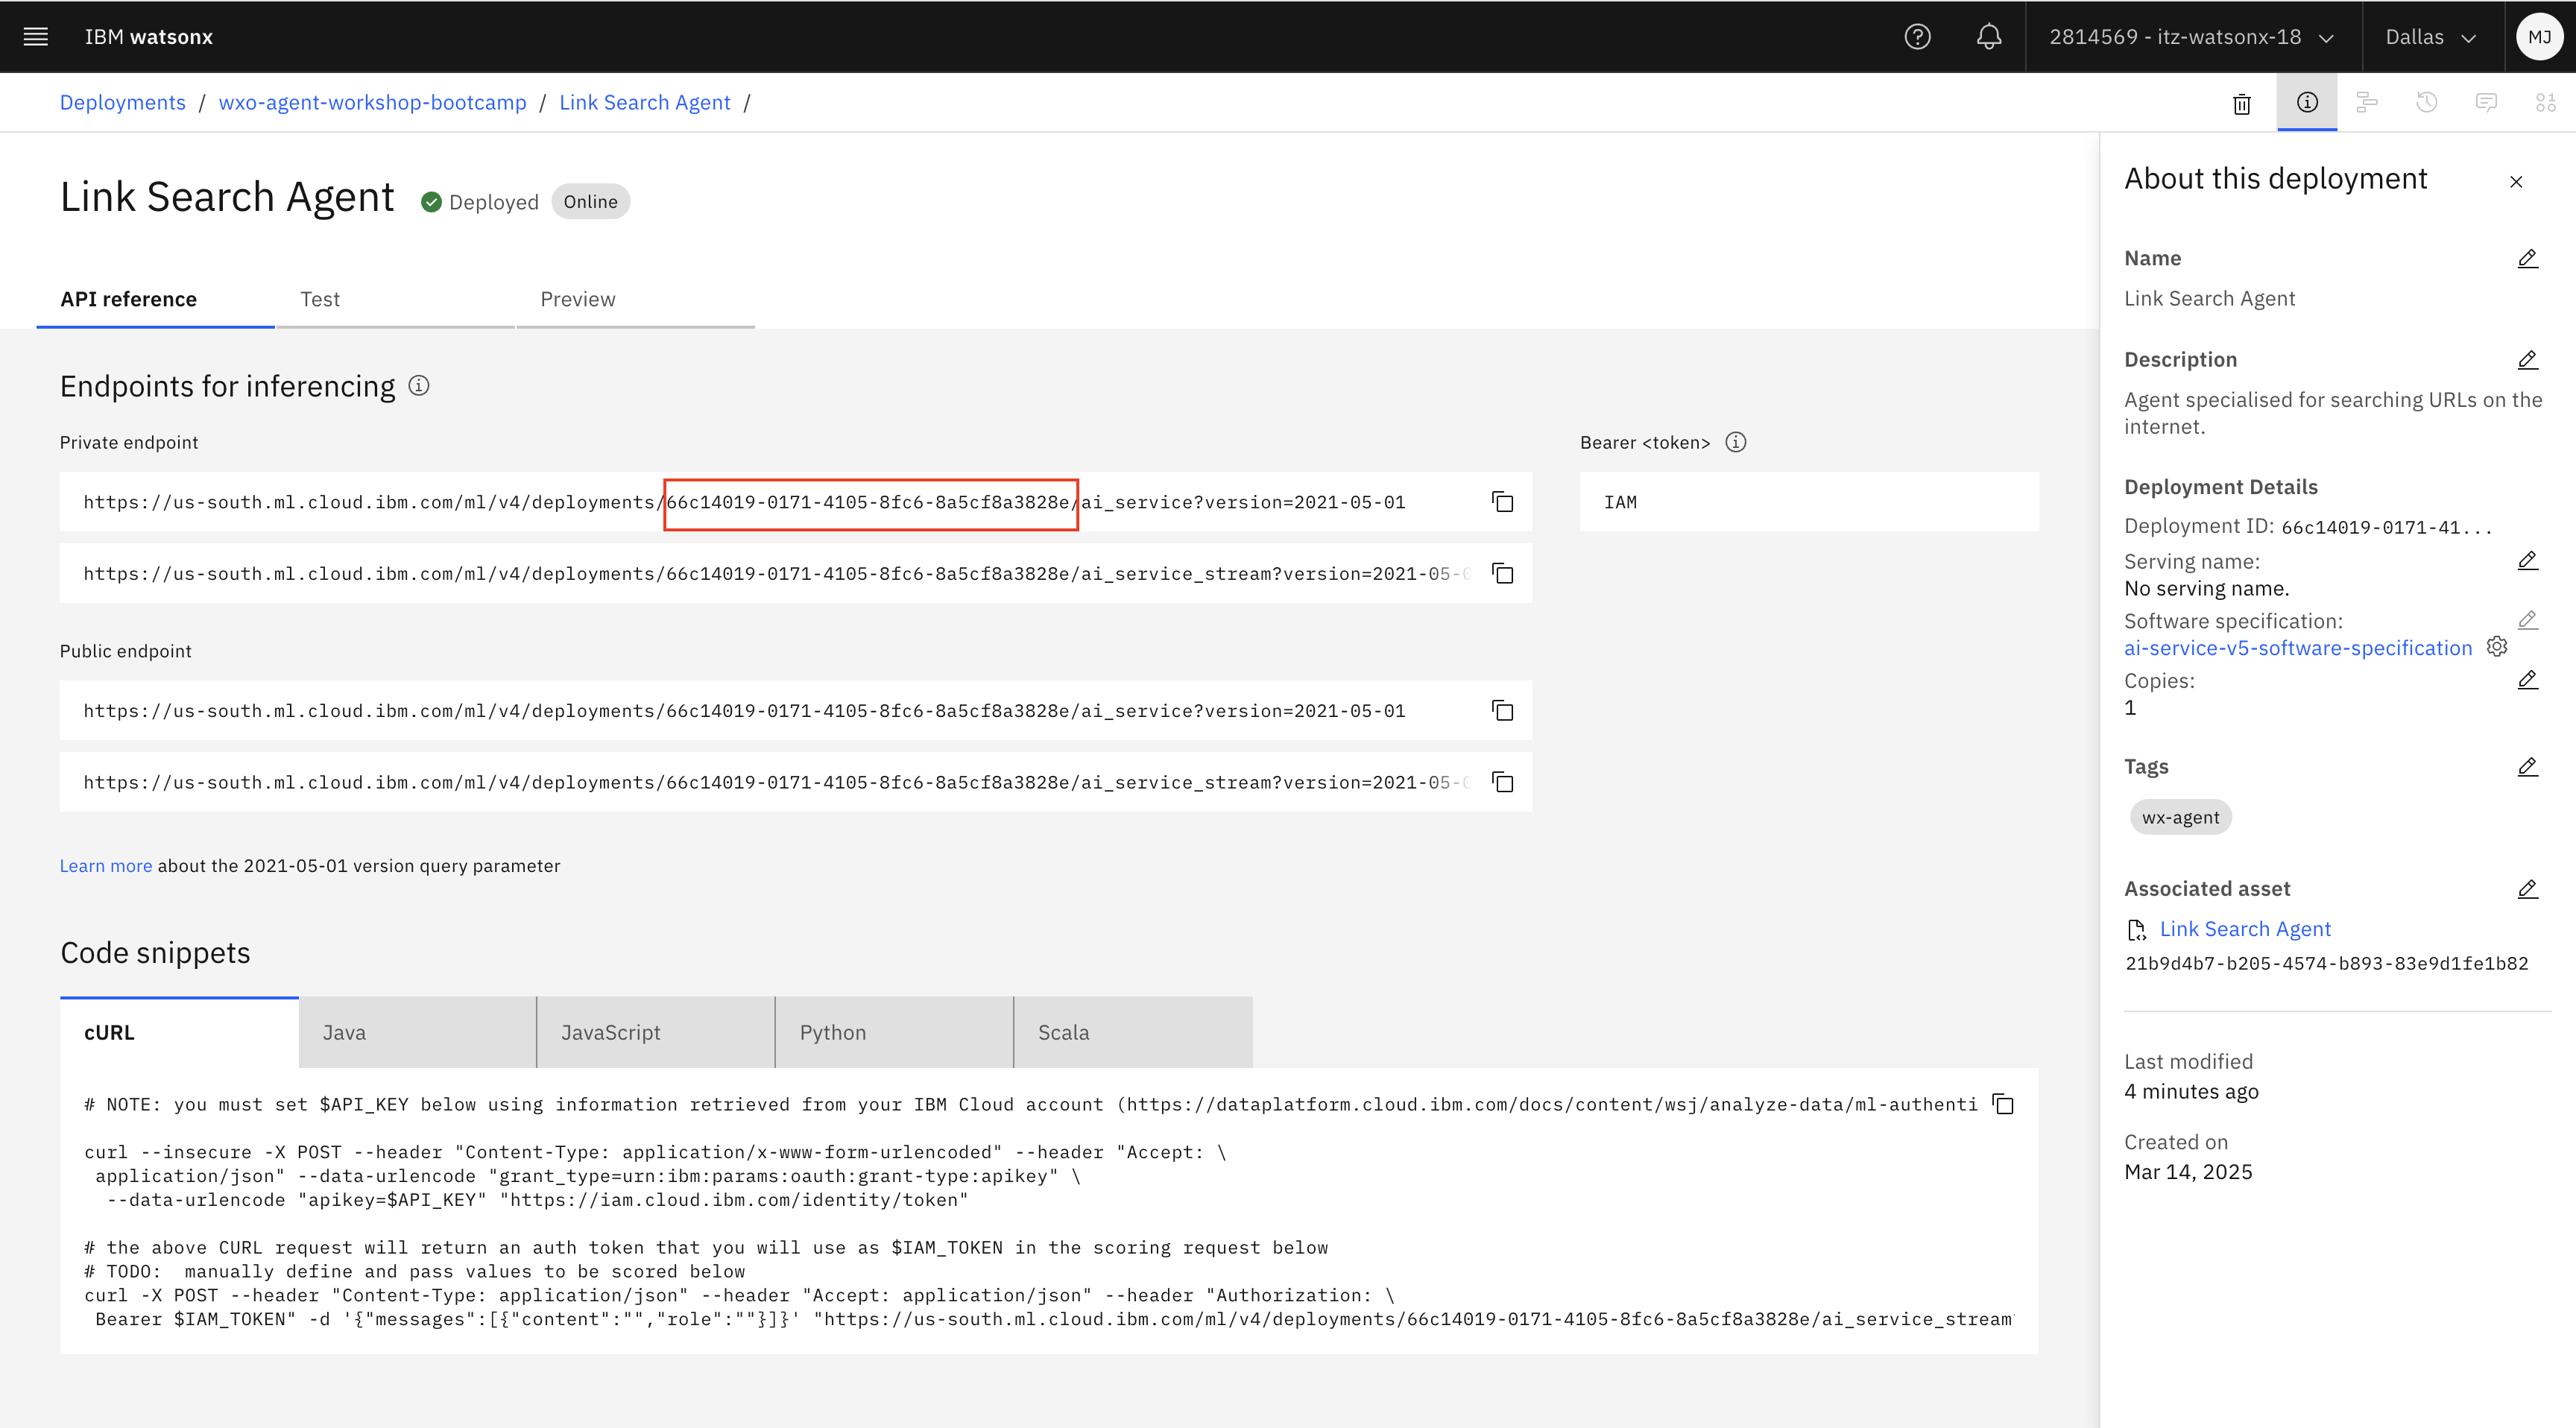 IBM watsonx
2814569 - itz-watsonx-18
Dallas
MJ
Deployments / wxo-agent-workshop-bootcamp / Link Search Agent /
Link Search Agent
Deployed
Online
API reference
Test
Preview
Endpoints for inferencing
Private endpoint
https://us-south.ml.cloud.ibm.com/ml/v4/deployments/66c14019-0171-4105-8fc6-8a5cf8a3828e/ai_service?version=2021-05-01
https://us-south.ml.cloud.ibm.com/ml/v4/deployments/66c14019-0171-4105-8fc6-8a5cf8a3828e/ai_service_stream?version=2021-05-0
Bearer <token>
IAM
Public endpoint
https://us-south.ml.cloud.ibm.com/ml/v4/deployments/66c14019-0171-4105-8fc6-8a5cf8a3828e/ai_service?version=2021-05-01
https://us-south.ml.cloud.ibm.com/ml/v4/deployments/66c14019-0171-4105-8fc6-8a5cf8a3828e/ai_service_stream?version=2021-05-0
Learn more about the 2021-05-01 version query parameter
Code snippets
cURL
Java
JavaScript
Python
Scala
# NOTE: you must set $API_KEY below using information retrieved from your IBM Cloud account (https://dataplatform.cloud.ibm.com/docs/content/wsj/analyze-data/ml-authenti
curl --insecure -X POST --header "Content-Type: application/x-www-form-urlencoded" --header "Accept: \
application/json" --data-urlencode "grant_type=urn:ibm:params:oauth:grant-type:apikey" \
--data-urlencode "apikey=$API_KEY" "https://iam.cloud.ibm.com/identity/token"
# the above CURL request will return an auth token that you will use as $IAM_TOKEN in the scoring request below
# TODO:  manually define and pass values to be scored below
curl -X POST --header "Content-Type: application/json" --header "Accept: application/json" --header "Authorization: \
Bearer $IAM_TOKEN" -d '{"messages":[{"content":"","role":""}]}' "https://us-south.ml.cloud.ibm.com/ml/v4/deployments/66c14019-0171-4105-8fc6-8a5cf8a3828e/ai_service_stream
About this deployment
Name
Link Search Agent
Description
Agent specialised for searching URLs on the
internet.
Deployment Details
Deployment ID: 66c14019-0171-41...
Serving name:
No serving name.
Software specification:
ai-service-v5-software-specification
Copies:
1
Tags
wx-agent
Associated asset
Link Search Agent
21b9d4b7-b205-4574-b893-83e9d1fe1b82
Last modified
4 minutes ago
Created on
Mar 14, 2025